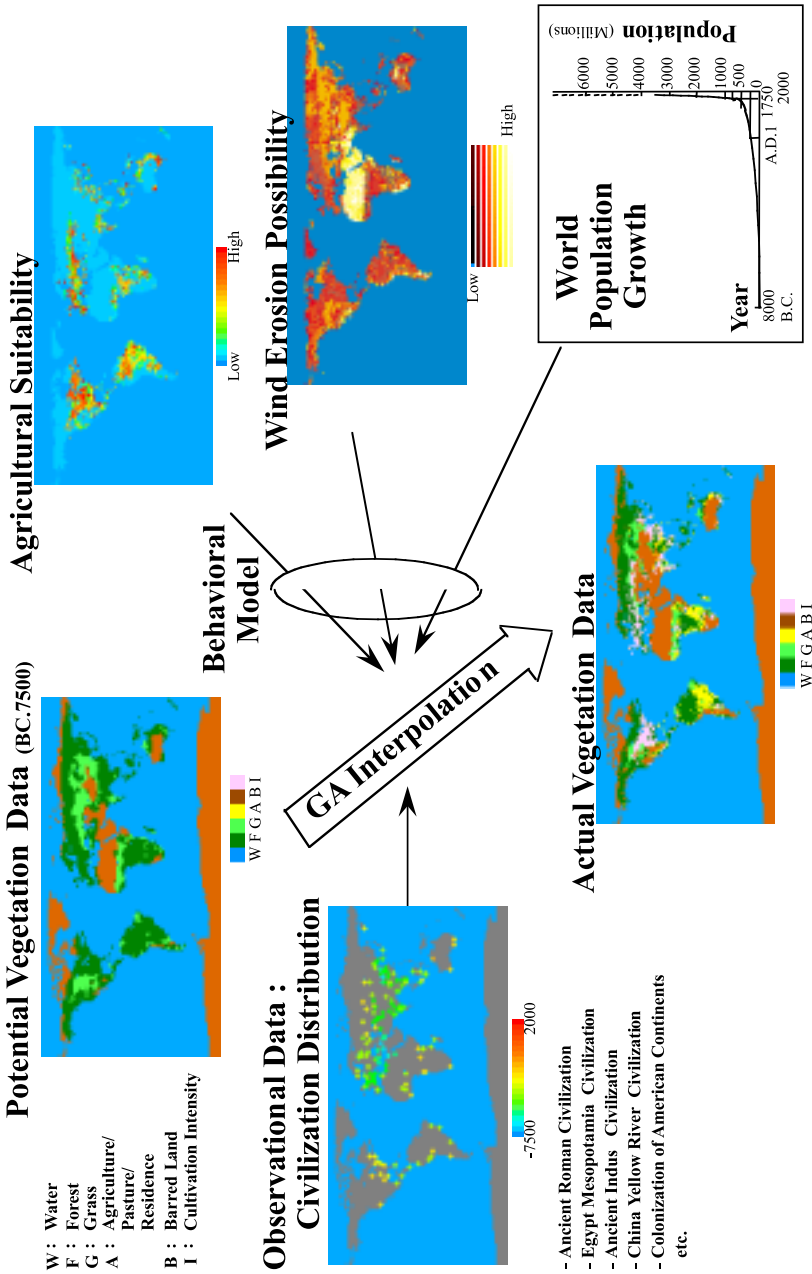 Potential Vegetation Data (BC.7500)
W : Water
F : Forest
G : Grass
A : Agriculture/
Pasture/
Residence
B : Barred Land
I : Cultivation Intensity
W F G A B I
Agricultural Suitability
Low
High
Behavioral
Model
Wind Erosion Possibility
Low
High
Observational Data :
Civilization Distribution
-7500
2000
GA Interpolation
– Ancient Roman Civilization
– Egypt Mesopotamia Civilization
– Ancient Indus Civilization
– China Yellow River Civilization
– Colonization of American Continents
etc.
Actual Vegetation Data
W F G A B I
World
Population
Growth
Population (Millions)
6000
5000
4000
3000
2000
1000
500
0
Year
8000
B.C.
A.D.1
1750
2000